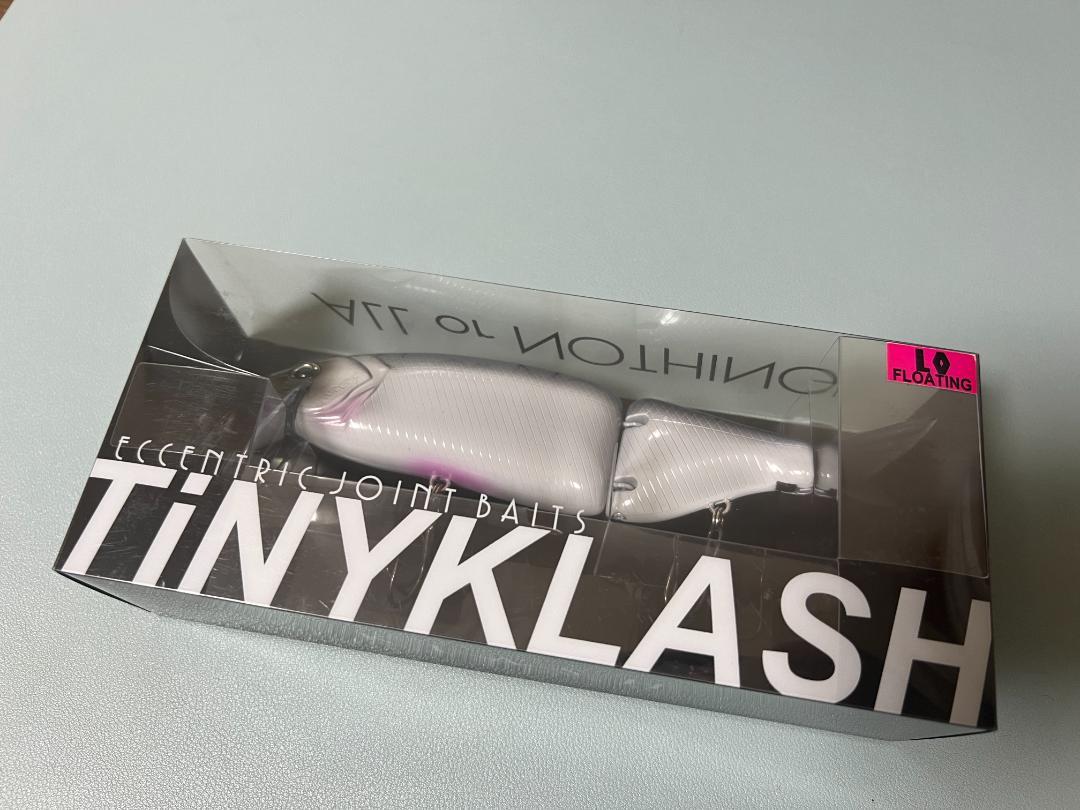 ALL or NOTHING
LO
FLOATING
ECCENTRIC JOINT BAITS
TiNYKLASH